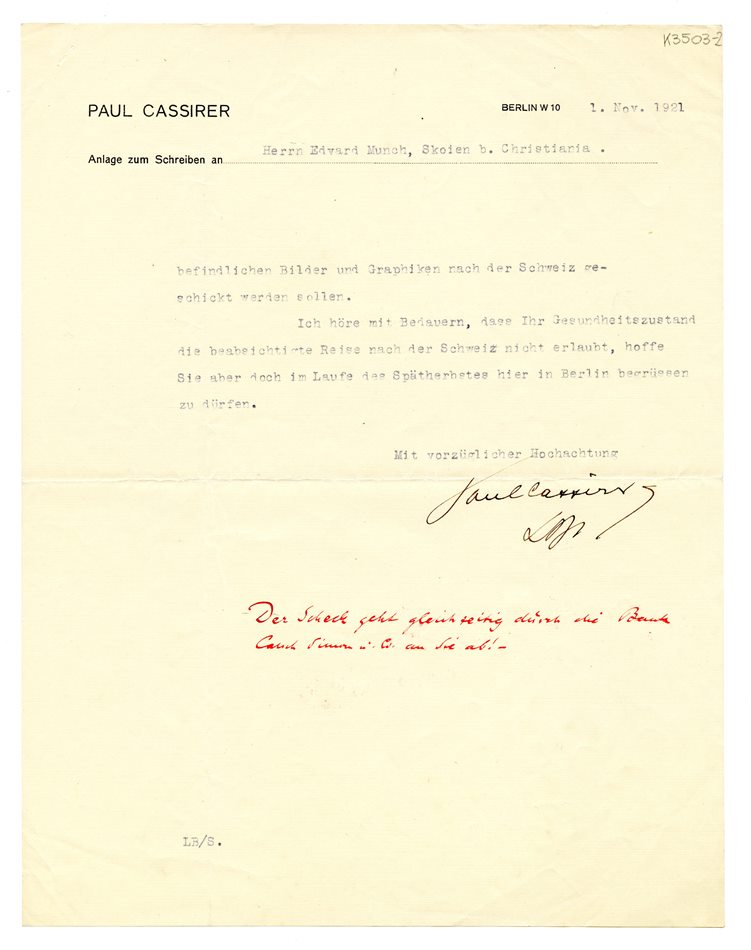 K3503-2
PAUL CASSIRER
BERLIN W 10 1. Nov. 1921
Anlage zum Schreiben an Herrn Edvard Munch, Skoien b. Christiania .
befindlichen Bilder und Graphiken nach der Schweiz ge-
schickt werden sollen.
Ich höre mit Bedauern, dass Ihr Gesundheitszustand
die beabsichtigte Reise nach der Schweiz nicht erlaubt, hoffe
Sie aber doch im Laufe des Spätherbstes hier in Berlin begrüssen
zu dürfen.
Mit vorzüglicher Hochachtung
Paul Cassirer
Der Scheck geht gleichzeitig durch die Bank
Simon u. Co. an Sie ab! –
LB/S.